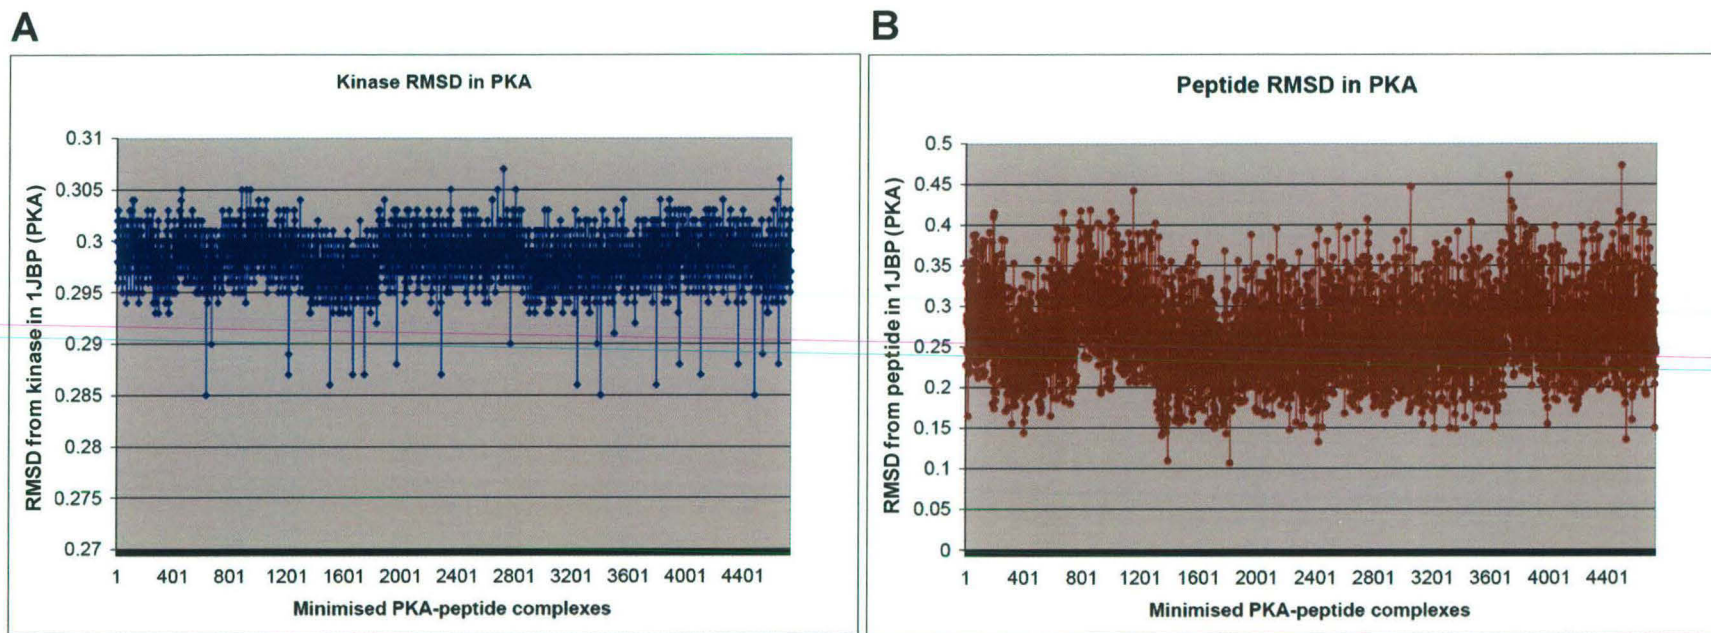 A
Kinase RMSD in PKA
RMSD from kinase in 1JBP (PKA)
0.31
0.305
0.3
0.295
0.29
0.285
0.28
0.275
0.27
1 401 801 1201 1601 2001 2401 2801 3201 3601 4001 4401
Minimised PKA-peptide complexes
B
Peptide RMSD in PKA
RMSD from peptide in 1JBP (PKA)
0.5
0.45
0.4
0.35
0.3
0.25
0.2
0.15
0.1
0.05
0
1 401 801 1201 1601 2001 2401 2801 3201 3601 4001 4401
Minimised PKA-peptide complexes